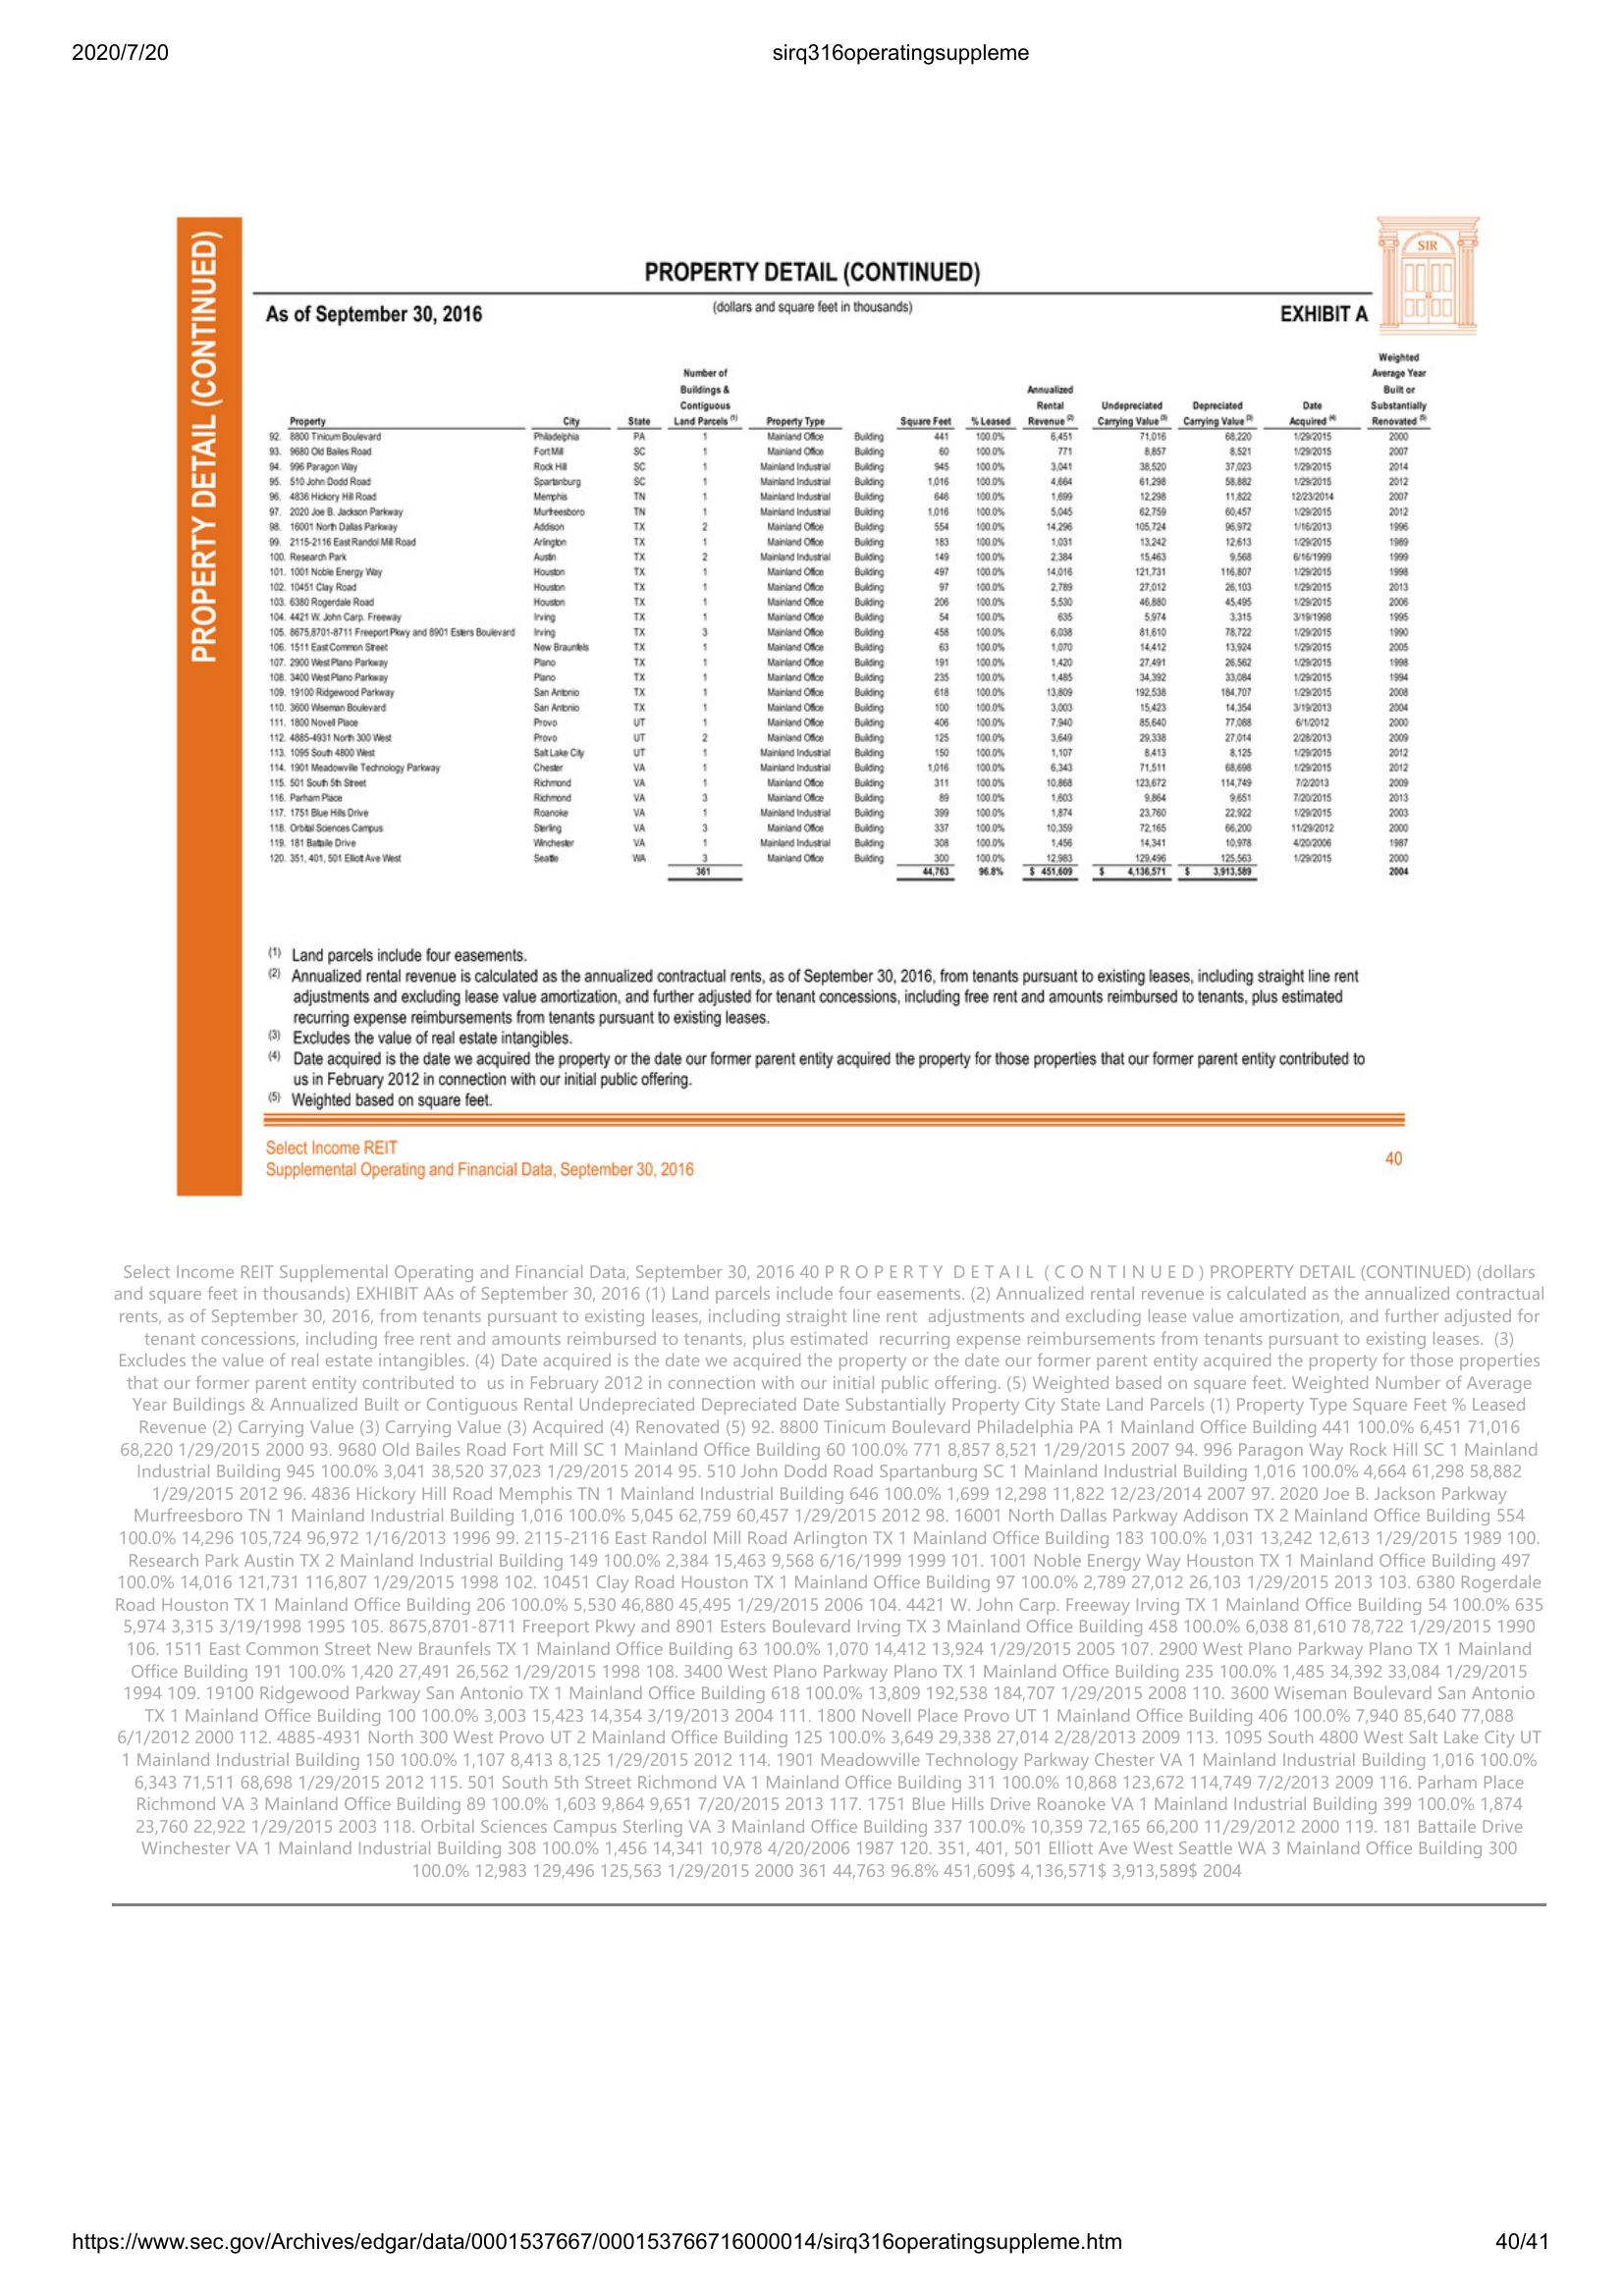 2020/7/20 sirq316operatingsuppleme
PROPERTY DETAIL (CONTINUED)
SIR
PROPERTY DETAIL (CONTINUED)
As of September 30, 2016 (dollars and square feet in thousands) EXHIBIT A
Weighted
Number of Average Year
Buildings & Annualized Built or
Contiguous Rental Undepreciated Depreciated Date Substantially
Property City State Land Parcels (1) Property Type Square Feet % Leased Revenue (2) Carrying Value (3) Carrying Value (3) Acquired (4) Renovated (5)
92. 8800 Tinicum Boulevard Philadelphia PA 1 Mainland Office Building 441 100.0% 6,451 71,016 68,220 1/29/2015 2000
93. 9680 Old Bailes Road Fort Mill SC 1 Mainland Office Building 60 100.0% 771 8,857 8,521 1/29/2015 2007
94. 996 Paragon Way Rock Hill SC 1 Mainland Industrial Building 945 100.0% 3,041 38,520 37,023 1/29/2015 2014
95. 510 John Dodd Road Spartanburg SC 1 Mainland Industrial Building 1,016 100.0% 4,664 61,298 58,882 1/29/2015 2012
96. 4836 Hickory Hill Road Memphis TN 1 Mainland Industrial Building 646 100.0% 1,699 12,298 11,822 12/23/2014 2007
97. 2020 Joe B. Jackson Parkway Murfreesboro TN 1 Mainland Industrial Building 1,016 100.0% 5,045 62,759 60,457 1/29/2015 2012
98. 16001 North Dallas Parkway Addison TX 2 Mainland Office Building 554 100.0% 14,296 105,724 96,972 1/16/2013 1996
99. 2115-2116 East Randol Mill Road Arlington TX 1 Mainland Office Building 183 100.0% 1,031 13,242 12,613 1/29/2015 1989
100. Research Park Austin TX 2 Mainland Industrial Building 149 100.0% 2,384 15,463 9,568 6/16/1999 1999
101. 1001 Noble Energy Way Houston TX 1 Mainland Office Building 497 100.0% 14,016 121,731 116,807 1/29/2015 1998
102. 10451 Clay Road Houston TX 1 Mainland Office Building 97 100.0% 2,789 27,012 26,103 1/29/2015 2013
103. 6380 Rogerdale Road Houston TX 1 Mainland Office Building 206 100.0% 5,530 46,880 45,495 1/29/2015 2006
104. 4421 W. John Carp. Freeway Irving TX 1 Mainland Office Building 54 100.0% 635 5,974 3,315 3/19/1998 1995
105. 8675,8701-8711 Freeport Pkwy and 8901 Esters Boulevard Irving TX 3 Mainland Office Building 458 100.0% 6,038 81,610 78,722 1/29/2015 1990
106. 1511 East Common Street New Braunfels TX 1 Mainland Office Building 63 100.0% 1,070 14,412 13,924 1/29/2015 2005
107. 2900 West Plano Parkway Plano TX 1 Mainland Office Building 191 100.0% 1,420 27,491 26,562 1/29/2015 1998
108. 3400 West Plano Parkway Plano TX 1 Mainland Office Building 235 100.0% 1,485 34,392 33,084 1/29/2015 1994
109. 19100 Ridgewood Parkway San Antonio TX 1 Mainland Office Building 618 100.0% 13,809 192,538 184,707 1/29/2015 2008
110. 3600 Wiseman Boulevard San Antonio TX 1 Mainland Office Building 100 100.0% 3,003 15,423 14,354 3/19/2013 2004
111. 1800 Novell Place Provo UT 1 Mainland Office Building 406 100.0% 7,940 85,640 77,088 6/1/2012 2000
112. 4885-4931 North 300 West Provo UT 2 Mainland Office Building 125 100.0% 3,649 29,338 27,014 2/28/2013 2009
113. 1095 South 4800 West Salt Lake City UT 1 Mainland Industrial Building 150 100.0% 1,107 8,413 8,125 1/29/2015 2012
114. 1901 Meadowville Technology Parkway Chester VA 1 Mainland Industrial Building 1,016 100.0% 6,343 71,511 68,698 1/29/2015 2012
115. 501 South 5th Street Richmond VA 1 Mainland Office Building 311 100.0% 10,868 123,672 114,749 7/2/2013 2009
116. Parham Place Richmond VA 3 Mainland Office Building 89 100.0% 1,603 9,864 9,651 7/20/2015 2013
117. 1751 Blue Hills Drive Roanoke VA 1 Mainland Industrial Building 399 100.0% 1,874 23,760 22,922 1/29/2015 2003
118. Orbital Sciences Campus Sterling VA 3 Mainland Office Building 337 100.0% 10,359 72,165 66,200 11/29/2012 2000
119. 181 Battaile Drive Winchester VA 1 Mainland Industrial Building 308 100.0% 1,456 14,341 10,978 4/20/2006 1987
120. 351, 401, 501 Elliott Ave West Seattle WA 3 Mainland Office Building 300 100.0% 12,983 129,496 125,563 1/29/2015 2000
361 44,763 96.8% $ 451,609 $ 4,136,571 $ 3,913,589 2004
(1) Land parcels include four easements.
(2) Annualized rental revenue is calculated as the annualized contractual rents, as of September 30, 2016, from tenants pursuant to existing leases, including straight line rent
adjustments and excluding lease value amortization, and further adjusted for tenant concessions, including free rent and amounts reimbursed to tenants, plus estimated
recurring expense reimbursements from tenants pursuant to existing leases.
(3) Excludes the value of real estate intangibles.
(4) Date acquired is the date we acquired the property or the date our former parent entity acquired the property for those properties that our former parent entity contributed to
us in February 2012 in connection with our initial public offering.
(5) Weighted based on square feet.
Select Income REIT
Supplemental Operating and Financial Data, September 30, 2016 40
Select Income REIT Supplemental Operating and Financial Data, September 30, 2016 40 P R O P E R T Y D E T A I L ( C O N T I N U E D ) PROPERTY DETAIL (CONTINUED) (dollars
and square feet in thousands) EXHIBIT AAs of September 30, 2016 (1) Land parcels include four easements. (2) Annualized rental revenue is calculated as the annualized contractual
rents, as of September 30, 2016, from tenants pursuant to existing leases, including straight line rent adjustments and excluding lease value amortization, and further adjusted for
tenant concessions, including free rent and amounts reimbursed to tenants, plus estimated recurring expense reimbursements from tenants pursuant to existing leases. (3)
Excludes the value of real estate intangibles. (4) Date acquired is the date we acquired the property or the date our former parent entity acquired the property for those properties
that our former parent entity contributed to us in February 2012 in connection with our initial public offering. (5) Weighted based on square feet. Weighted Number of Average
Year Buildings & Annualized Built or Contiguous Rental Undepreciated Depreciated Date Substantially Property City State Land Parcels (1) Property Type Square Feet % Leased
Revenue (2) Carrying Value (3) Carrying Value (3) Acquired (4) Renovated (5) 92. 8800 Tinicum Boulevard Philadelphia PA 1 Mainland Office Building 441 100.0% 6,451 71,016
68,220 1/29/2015 2000 93. 9680 Old Bailes Road Fort Mill SC 1 Mainland Office Building 60 100.0% 771 8,857 8,521 1/29/2015 2007 94. 996 Paragon Way Rock Hill SC 1 Mainland
Industrial Building 945 100.0% 3,041 38,520 37,023 1/29/2015 2014 95. 510 John Dodd Road Spartanburg SC 1 Mainland Industrial Building 1,016 100.0% 4,664 61,298 58,882
1/29/2015 2012 96. 4836 Hickory Hill Road Memphis TN 1 Mainland Industrial Building 646 100.0% 1,699 12,298 11,822 12/23/2014 2007 97. 2020 Joe B. Jackson Parkway
Murfreesboro TN 1 Mainland Industrial Building 1,016 100.0% 5,045 62,759 60,457 1/29/2015 2012 98. 16001 North Dallas Parkway Addison TX 2 Mainland Office Building 554
100.0% 14,296 105,724 96,972 1/16/2013 1996 99. 2115-2116 East Randol Mill Road Arlington TX 1 Mainland Office Building 183 100.0% 1,031 13,242 12,613 1/29/2015 1989 100.
Research Park Austin TX 2 Mainland Industrial Building 149 100.0% 2,384 15,463 9,568 6/16/1999 1999 101. 1001 Noble Energy Way Houston TX 1 Mainland Office Building 497
100.0% 14,016 121,731 116,807 1/29/2015 1998 102. 10451 Clay Road Houston TX 1 Mainland Office Building 97 100.0% 2,789 27,012 26,103 1/29/2015 2013 103. 6380 Rogerdale
Road Houston TX 1 Mainland Office Building 206 100.0% 5,530 46,880 45,495 1/29/2015 2006 104. 4421 W. John Carp. Freeway Irving TX 1 Mainland Office Building 54 100.0% 635
5,974 3,315 3/19/1998 1995 105. 8675,8701-8711 Freeport Pkwy and 8901 Esters Boulevard Irving TX 3 Mainland Office Building 458 100.0% 6,038 81,610 78,722 1/29/2015 1990
106. 1511 East Common Street New Braunfels TX 1 Mainland Office Building 63 100.0% 1,070 14,412 13,924 1/29/2015 2005 107. 2900 West Plano Parkway Plano TX 1 Mainland
Office Building 191 100.0% 1,420 27,491 26,562 1/29/2015 1998 108. 3400 West Plano Parkway Plano TX 1 Mainland Office Building 235 100.0% 1,485 34,392 33,084 1/29/2015
1994 109. 19100 Ridgewood Parkway San Antonio TX 1 Mainland Office Building 618 100.0% 13,809 192,538 184,707 1/29/2015 2008 110. 3600 Wiseman Boulevard San Antonio
TX 1 Mainland Office Building 100 100.0% 3,003 15,423 14,354 3/19/2013 2004 111. 1800 Novell Place Provo UT 1 Mainland Office Building 406 100.0% 7,940 85,640 77,088
6/1/2012 2000 112. 4885-4931 North 300 West Provo UT 2 Mainland Office Building 125 100.0% 3,649 29,338 27,014 2/28/2013 2009 113. 1095 South 4800 West Salt Lake City UT
1 Mainland Industrial Building 150 100.0% 1,107 8,413 8,125 1/29/2015 2012 114. 1901 Meadowville Technology Parkway Chester VA 1 Mainland Industrial Building 1,016 100.0%
6,343 71,511 68,698 1/29/2015 2012 115. 501 South 5th Street Richmond VA 1 Mainland Office Building 311 100.0% 10,868 123,672 114,749 7/2/2013 2009 116. Parham Place
Richmond VA 3 Mainland Office Building 89 100.0% 1,603 9,864 9,651 7/20/2015 2013 117. 1751 Blue Hills Drive Roanoke VA 1 Mainland Industrial Building 399 100.0% 1,874
23,760 22,922 1/29/2015 2003 118. Orbital Sciences Campus Sterling VA 3 Mainland Office Building 337 100.0% 10,359 72,165 66,200 11/29/2012 2000 119. 181 Battaile Drive
Winchester VA 1 Mainland Industrial Building 308 100.0% 1,456 14,341 10,978 4/20/2006 1987 120. 351, 401, 501 Elliott Ave West Seattle WA 3 Mainland Office Building 300
100.0% 12,983 129,496 125,563 1/29/2015 2000 361 44,763 96.8% 451,609$ 4,136,571$ 3,913,589$ 2004
https://www.sec.gov/Archives/edgar/data/0001537667/000153766716000014/sirq316operatingsuppleme.htm 40/41